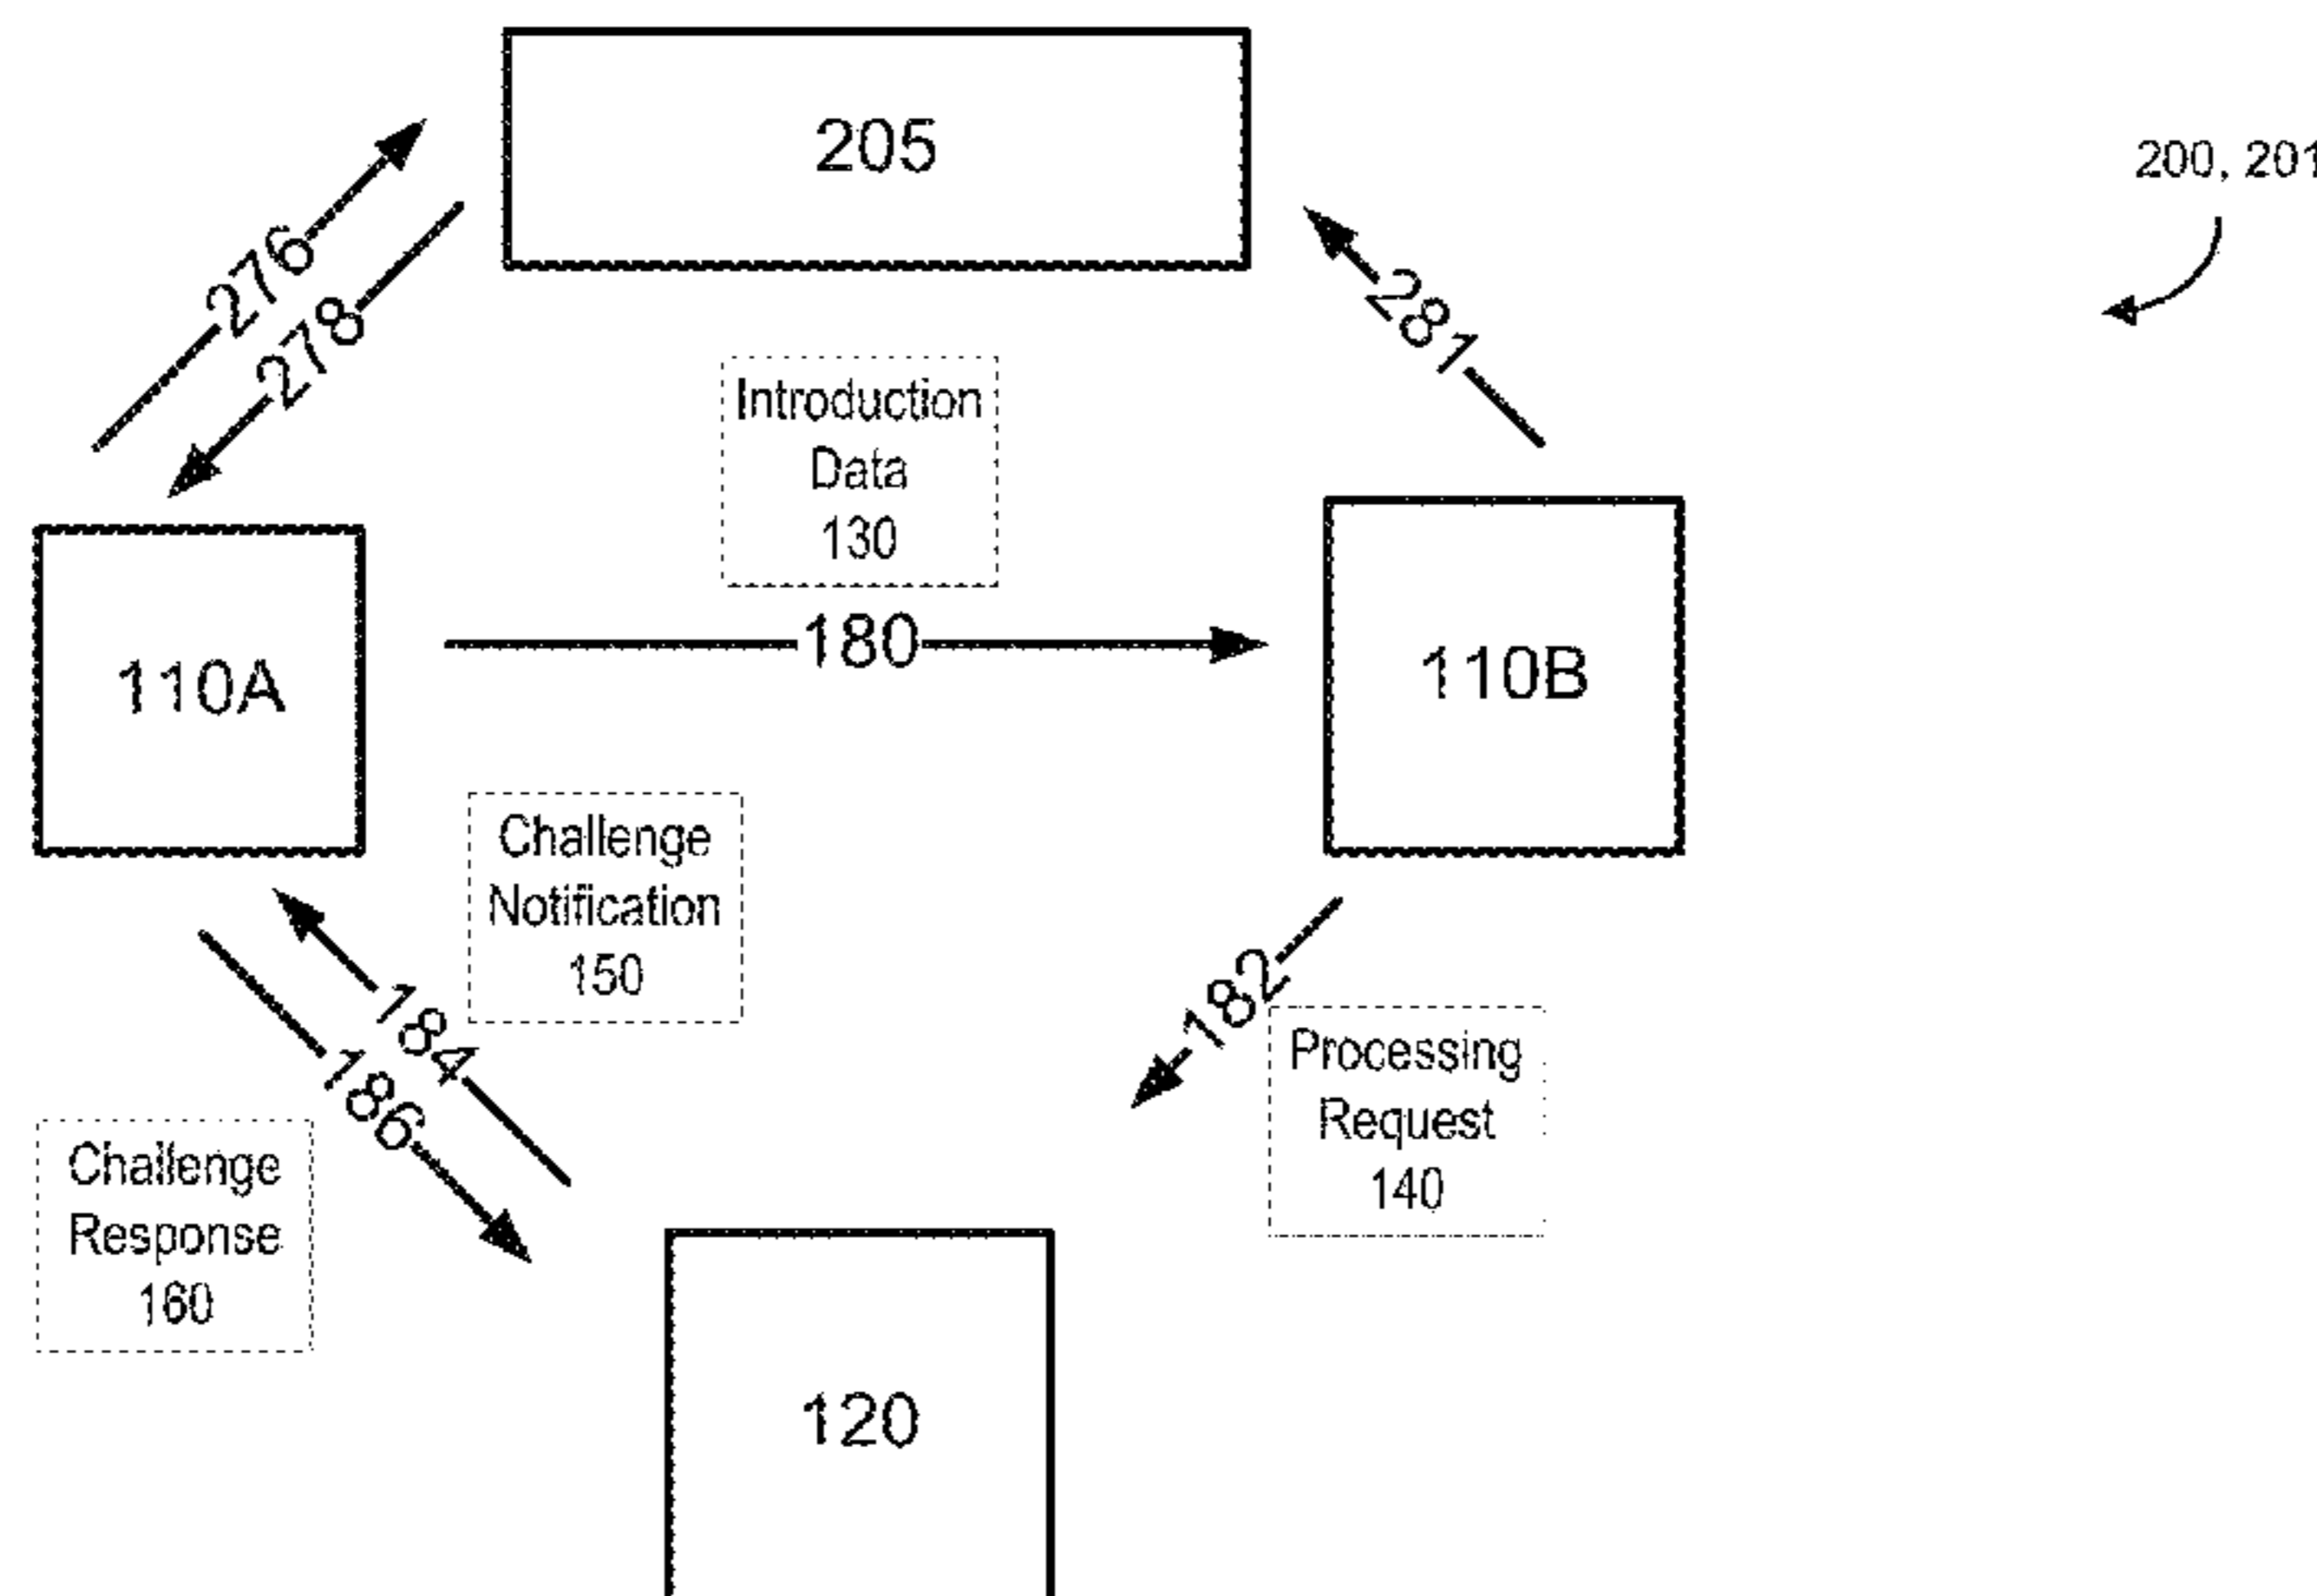 205
200, 201
276
278
281
Introduction
Data
130
180
110A
110B
Challenge
Notification
150
184
186
182
Processing
Request
140
Challenge
Response
160
120